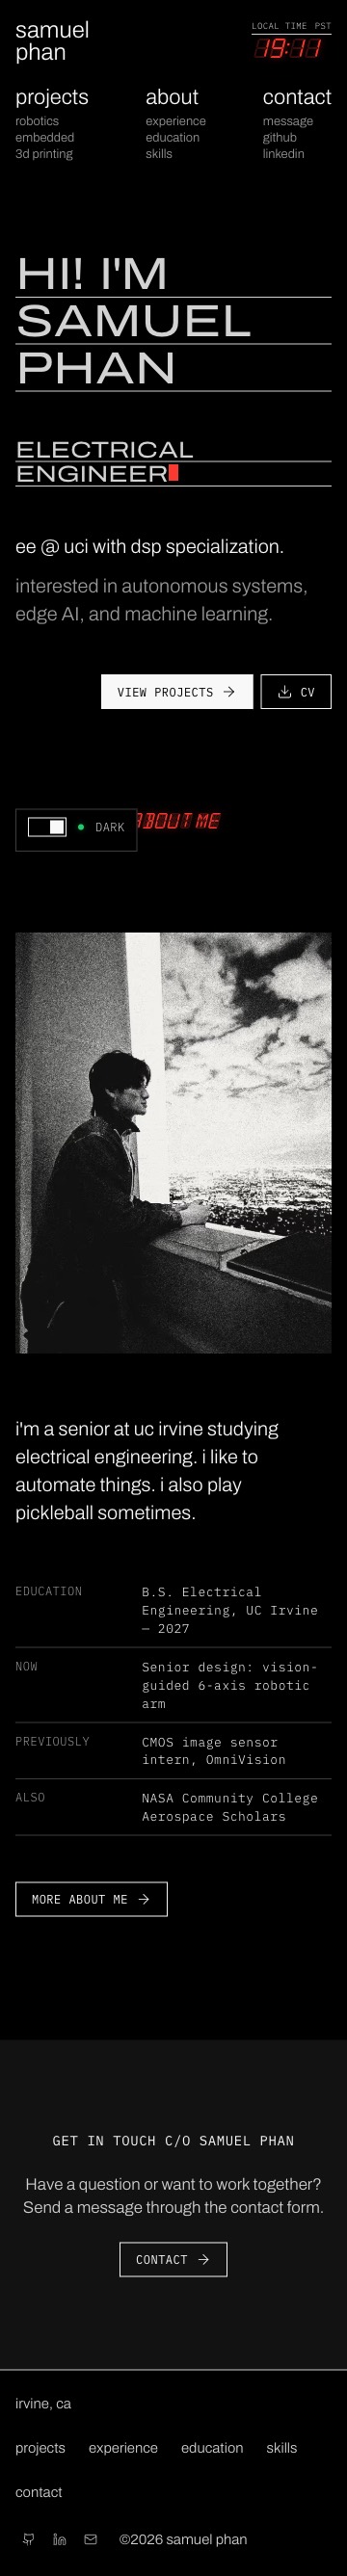 samuel
phan
LOCAL TIME PST
19:11
projects
robotics
embedded
3d printing
about
experience
education
skills
contact
message
github
linkedin
HI! I'M
SAMUEL
PHAN
ELECTRICAL
ENGINEER
ee @ uci with dsp specialization.
interested in autonomous systems,
edge AI, and machine learning.
VIEW PROJECTS
CV
DARK
ABOUT ME
i'm a senior at uc irvine studying
electrical engineering. i like to
automate things. i also play
pickleball sometimes.
EDUCATION
B.S. Electrical
Engineering, UC Irvine
— 2027
NOW
Senior design: vision-
guided 6-axis robotic
arm
PREVIOUSLY
CMOS image sensor
intern, OmniVision
ALSO
NASA Community College
Aerospace Scholars
MORE ABOUT ME
GET IN TOUCH C/O SAMUEL PHAN
Have a question or want to work together?
Send a message through the contact form.
CONTACT
irvine, ca
projects experience education skills
contact
©2026 samuel phan